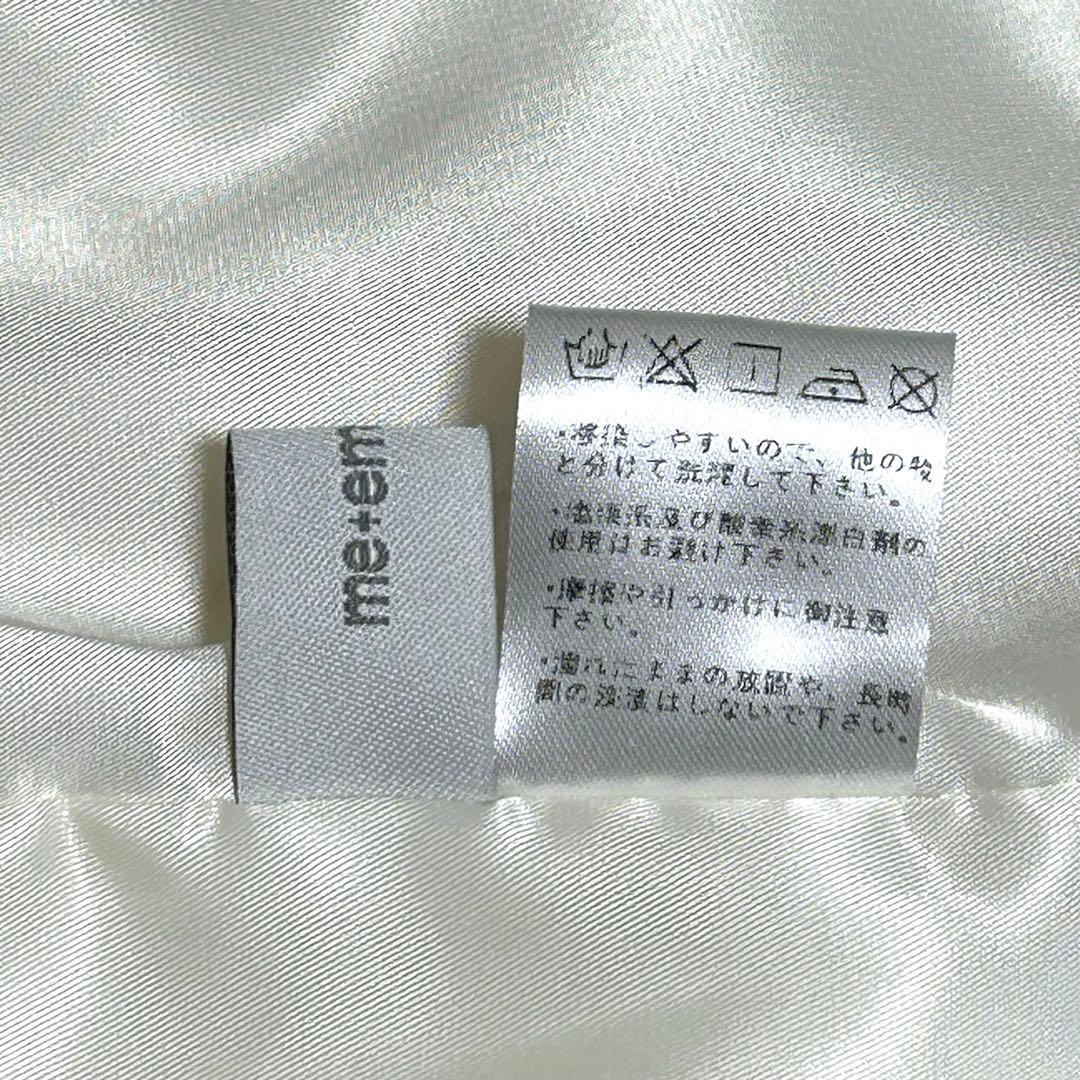 me+em
・移染しやすいので、他の物
と分けて洗濯して下さい。
・塩素系及び酸素系漂白剤の
使用はお避け下さい。
・摩擦や引っかけに御注意
下さい。
・濡れたままの放置や、長時
間の浸漬はしないで下さい。